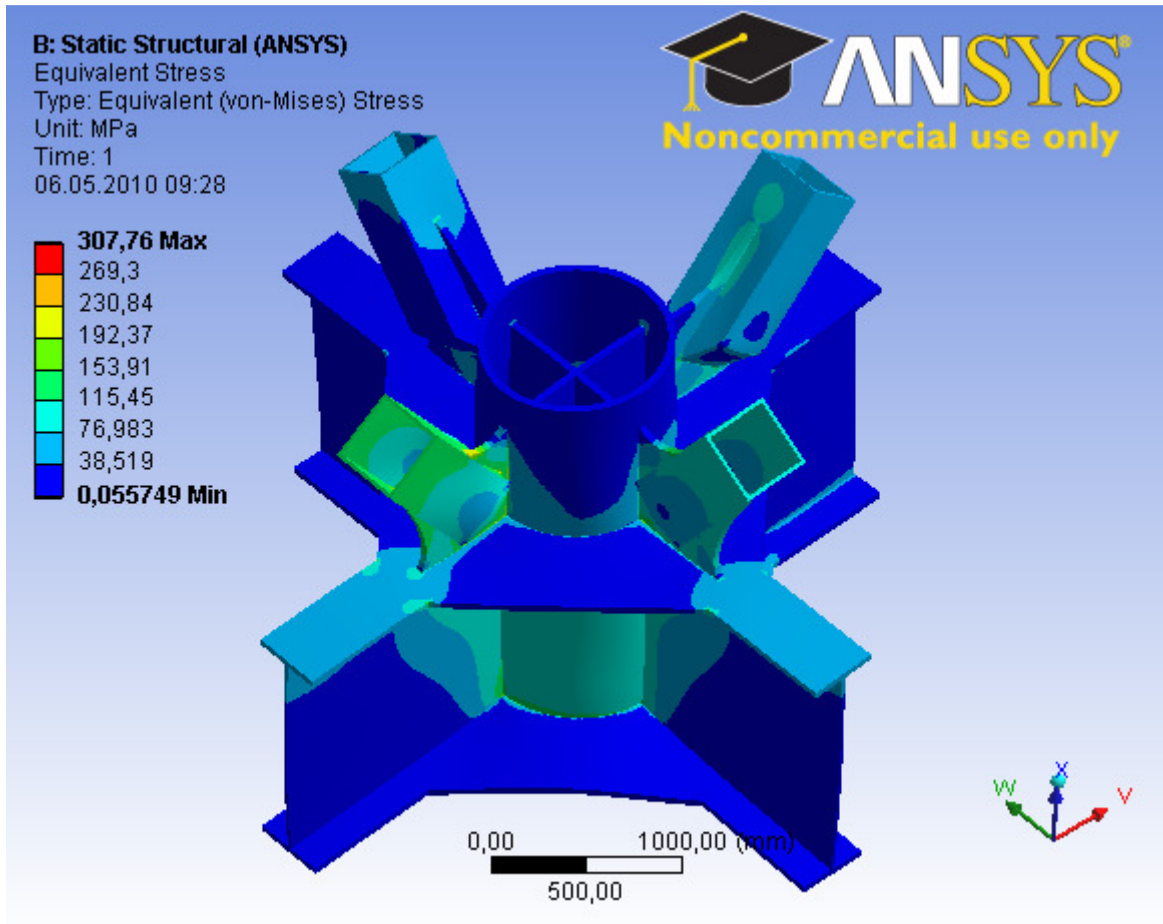 B: Static Structural (ANSYS)
Equivalent Stress
Type: Equivalent (von-Mises) Stress
Unit: MPa
Time: 1
06.05.2010 09:28
307,76 Max
269,3
230,84
192,37
153,91
115,45
76,983
38,519
0,055749 Min
ANSYS®
Noncommercial use only
W
X
V
0,00
1000,00 (mm)
500,00